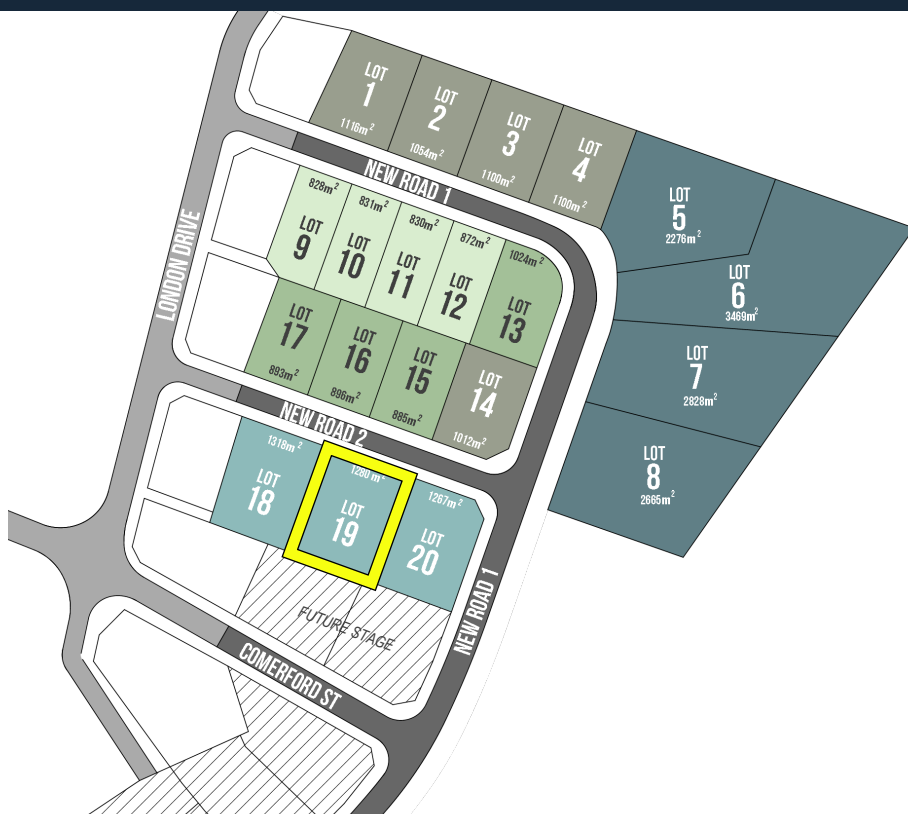 LOT
1
1116m²
LOT
2
1054m²
LOT
3
1100m²
LOT
4
1100m²
LOT
5
2276m²
LOT
6
3469m²
LOT
7
2828m²
LOT
8
2665m²
NEW ROAD 1
LONDON DRIVE
828m²
LOT
9
831m²
LOT
10
830m²
LOT
11
872m²
LOT
12
1024m²
LOT
13
LOT
17
893m²
LOT
16
896m²
LOT
15
885m²
LOT
14
1012m²
NEW ROAD 2
1318m²
LOT
18
1280 m²
LOT
19
1267m²
LOT
20
NEW ROAD 1
FUTURE STAGE
COMERFORD ST